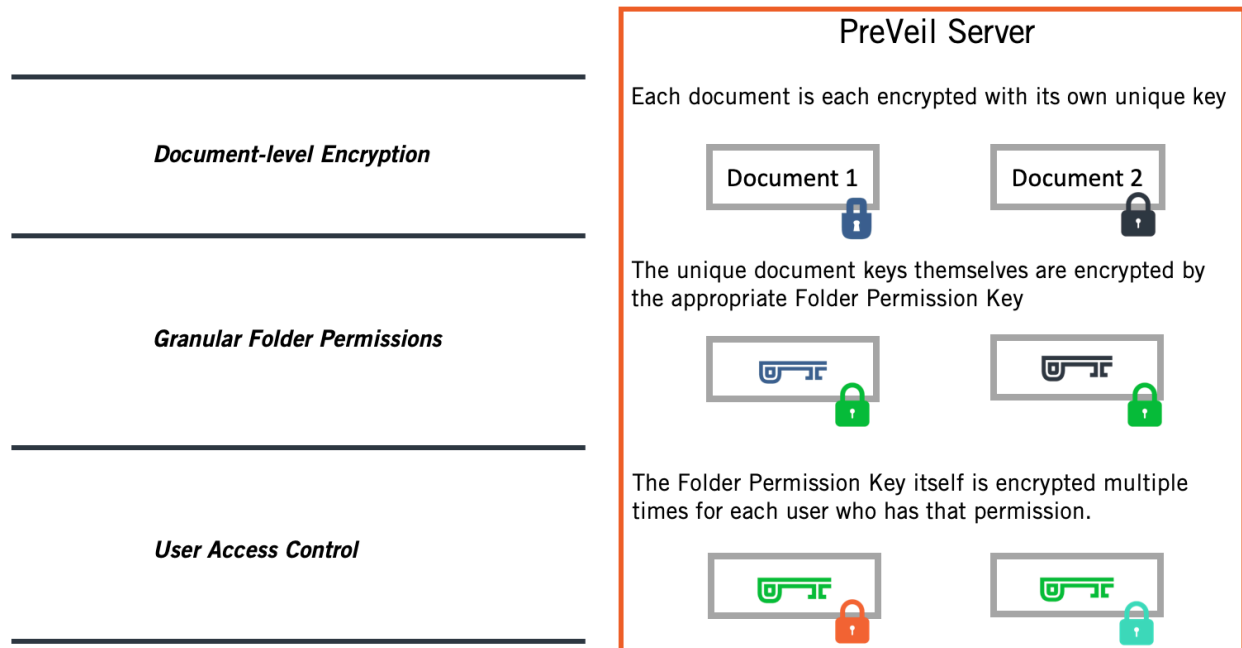 PreVeil Server
Each document is each encrypted with its own unique key
Document-level Encryption
Document 1
Document 2
The unique document keys themselves are encrypted by
the appropriate Folder Permission Key
Granular Folder Permissions
The Folder Permission Key itself is encrypted multiple
times for each user who has that permission.
User Access Control